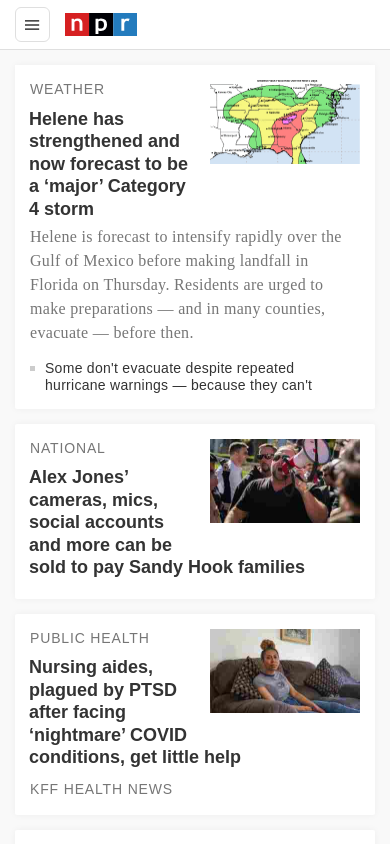 npr
WEATHER
Helene has
strengthened and
now forecast to be
a ‘major’ Category
4 storm
Helene is forecast to intensify rapidly over the
Gulf of Mexico before making landfall in
Florida on Thursday. Residents are urged to
make preparations — and in many counties,
evacuate — before then.
Some don't evacuate despite repeated
hurricane warnings — because they can't
NATIONAL
Alex Jones’
cameras, mics,
social accounts
and more can be
sold to pay Sandy Hook families
PUBLIC HEALTH
Nursing aides,
plagued by PTSD
after facing
‘nightmare’ COVID
conditions, get little help
KFF HEALTH NEWS